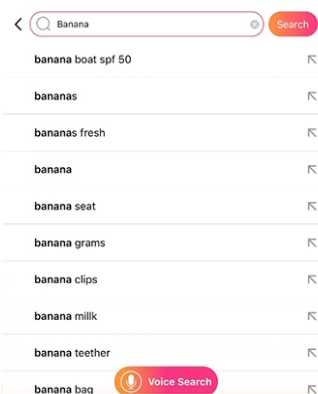 Banana
Search
banana boat spf 50
bananas
bananas fresh
banana
banana seat
banana grams
banana clips
banana millk
banana teether
Voice Search
banana bag